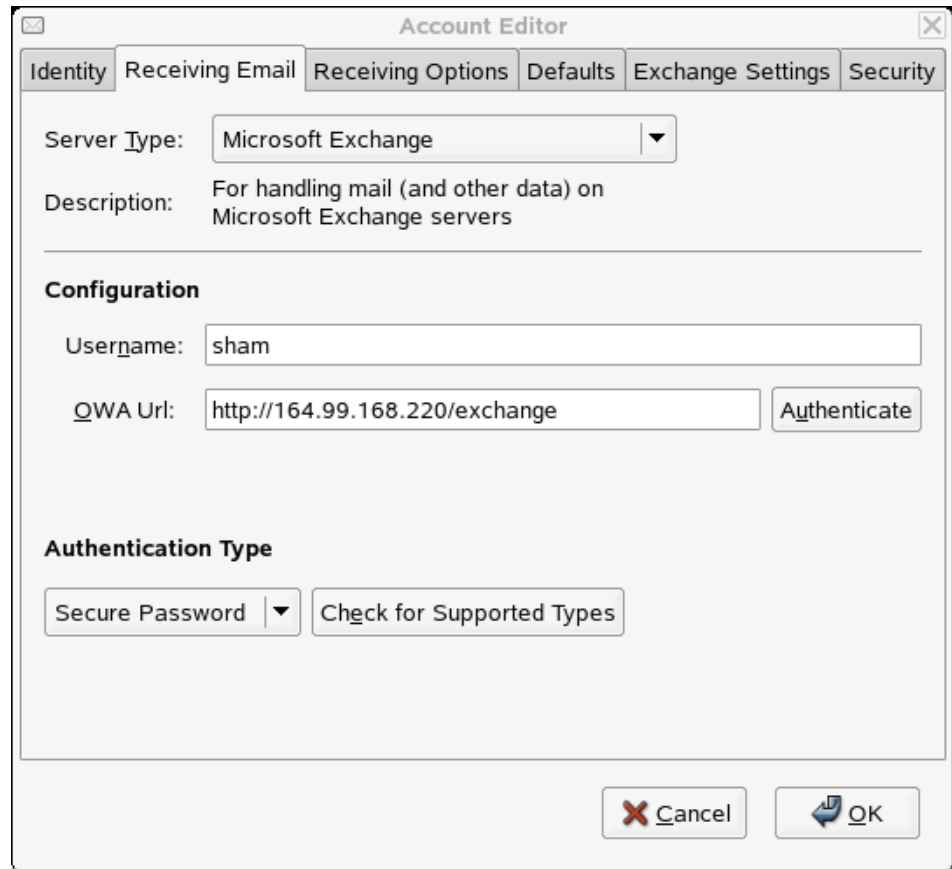 Account Editor
Identity Receiving Email Receiving Options Defaults Exchange Settings Security
Server Type: Microsoft Exchange
Description: For handling mail (and other data) on
Microsoft Exchange servers
Configuration
Username: sham
OWA Url: http://164.99.168.220/exchange Authenticate
Authentication Type
Secure Password Check for Supported Types
Cancel OK